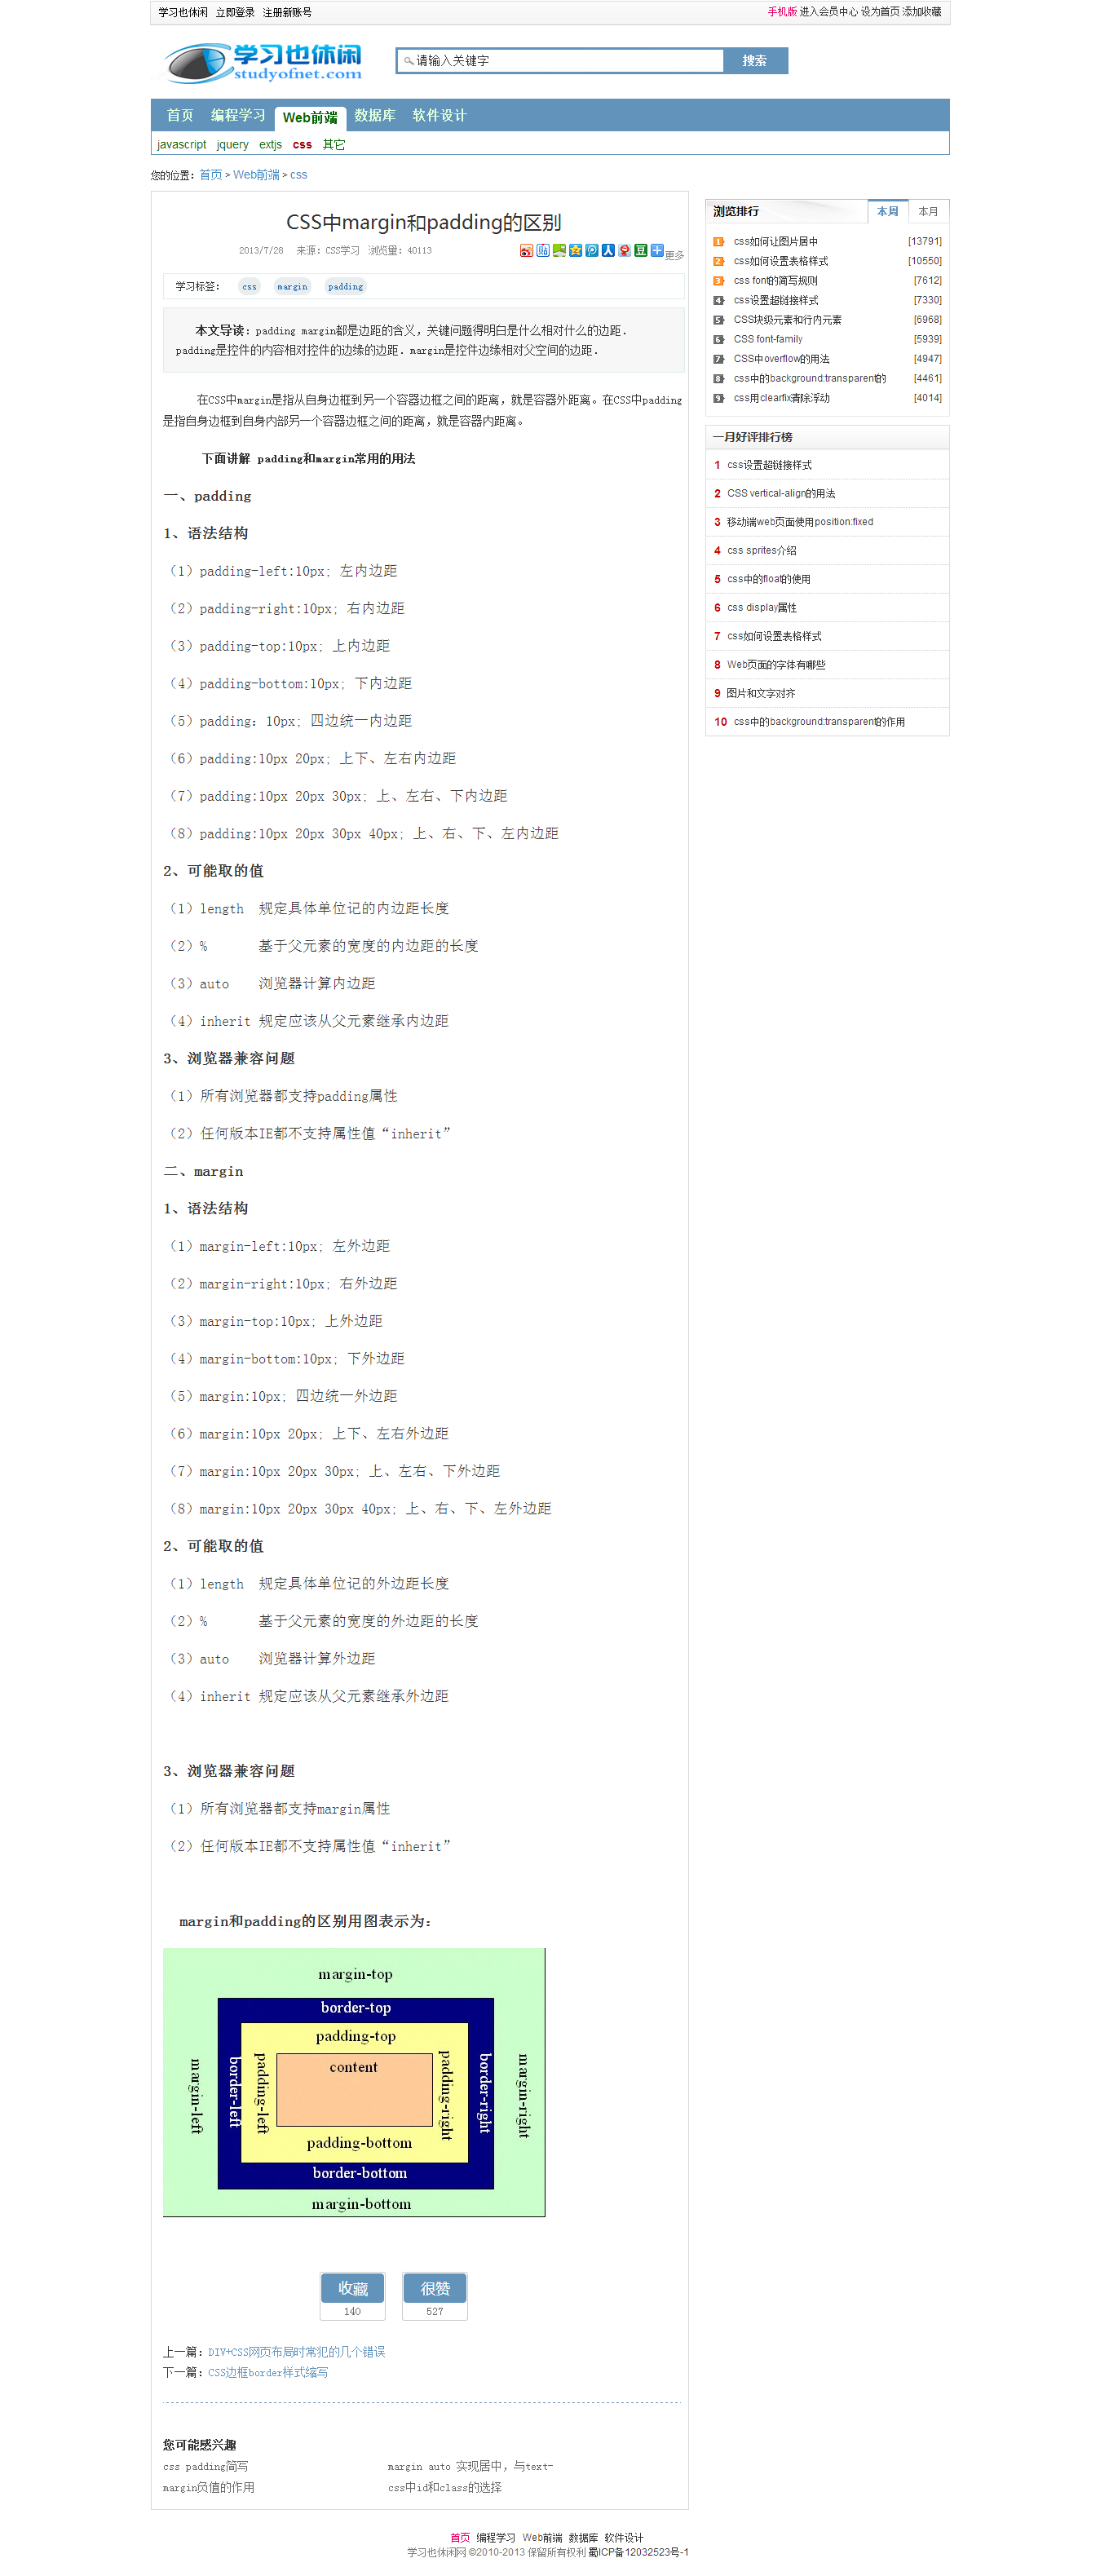 学习也休闲 立即登录 注册新账号
手机版 进入会员中心 设为首页 添加收藏
学习也休闲
studyofnet.com
请输入关键字
搜索
首页 编程学习 Web前端 数据库 软件设计
javascript jquery extjs css 其它
您的位置：首页 > Web前端 > css
CSS中margin和padding的区别
2013/7/28 来源：CSS学习 浏览量：40113
更多
学习标签： css margin padding
本文导读：padding margin都是边距的含义，关键问题得明白是什么相对什么的边距．
padding是控件的内容相对控件的边缘的边距．margin是控件边缘相对父空间的边距．
在CSS中margin是指从自身边框到另一个容器边框之间的距离，就是容器外距离。在CSS中padding
是指自身边框到自身内部另一个容器边框之间的距离，就是容器内距离。
下面讲解 padding和margin常用的用法
一、padding
1、语法结构
（1）padding-left:10px; 左内边距
（2）padding-right:10px; 右内边距
（3）padding-top:10px; 上内边距
（4）padding-bottom:10px; 下内边距
（5）padding：10px; 四边统一内边距
（6）padding:10px 20px; 上下、左右内边距
（7）padding:10px 20px 30px; 上、左右、下内边距
（8）padding:10px 20px 30px 40px; 上、右、下、左内边距
2、可能取的值
（1）length 规定具体单位记的内边距长度
（2）% 基于父元素的宽度的内边距的长度
（3）auto 浏览器计算内边距
（4）inherit 规定应该从父元素继承内边距
3、浏览器兼容问题
（1）所有浏览器都支持padding属性
（2）任何版本IE都不支持属性值“inherit”
二、margin
1、语法结构
（1）margin-left:10px; 左外边距
（2）margin-right:10px; 右外边距
（3）margin-top:10px; 上外边距
（4）margin-bottom:10px; 下外边距
（5）margin:10px; 四边统一外边距
（6）margin:10px 20px; 上下、左右外边距
（7）margin:10px 20px 30px; 上、左右、下外边距
（8）margin:10px 20px 30px 40px; 上、右、下、左外边距
2、可能取的值
（1）length 规定具体单位记的外边距长度
（2）% 基于父元素的宽度的外边距的长度
（3）auto 浏览器计算外边距
（4）inherit 规定应该从父元素继承外边距
3、浏览器兼容问题
（1）所有浏览器都支持margin属性
（2）任何版本IE都不支持属性值“inherit”
margin和padding的区别用图表示为：
margin-top
border-top
padding-top
content
margin-left
border-left
padding-left
padding-right
border-right
margin-right
padding-bottom
border-bottom
margin-bottom
收藏
140
很赞
527
上一篇：DIV+CSS网页布局时常犯的几个错误
下一篇：CSS边框border样式缩写
您可能感兴趣
css padding简写
margin auto 实现居中，与text-
margin负值的作用
css中id和class的选择
浏览排行 本周 本月
1 css如何让图片居中 [13791]
2 css如何设置表格样式 [10550]
3 css font的简写规则 [7612]
4 css设置超链接样式 [7330]
5 CSS块级元素和行内元素 [6968]
6 CSS font-family [5939]
7 CSS中overflow的用法 [4947]
8 css中的background:transparent的 [4461]
9 css用clearfix清除浮动 [4014]
一月好评排行榜
1 css设置超链接样式
2 CSS vertical-align的用法
3 移动端web页面使用position:fixed
4 css sprites介绍
5 css中的float的使用
6 css display属性
7 css如何设置表格样式
8 Web页面的字体有哪些
9 图片和文字对齐
10 css中的background:transparent的作用
首页 编程学习 Web前端 数据库 软件设计
学习也休闲网 ©2010-2013 保留所有权利 蜀ICP备12032523号-1